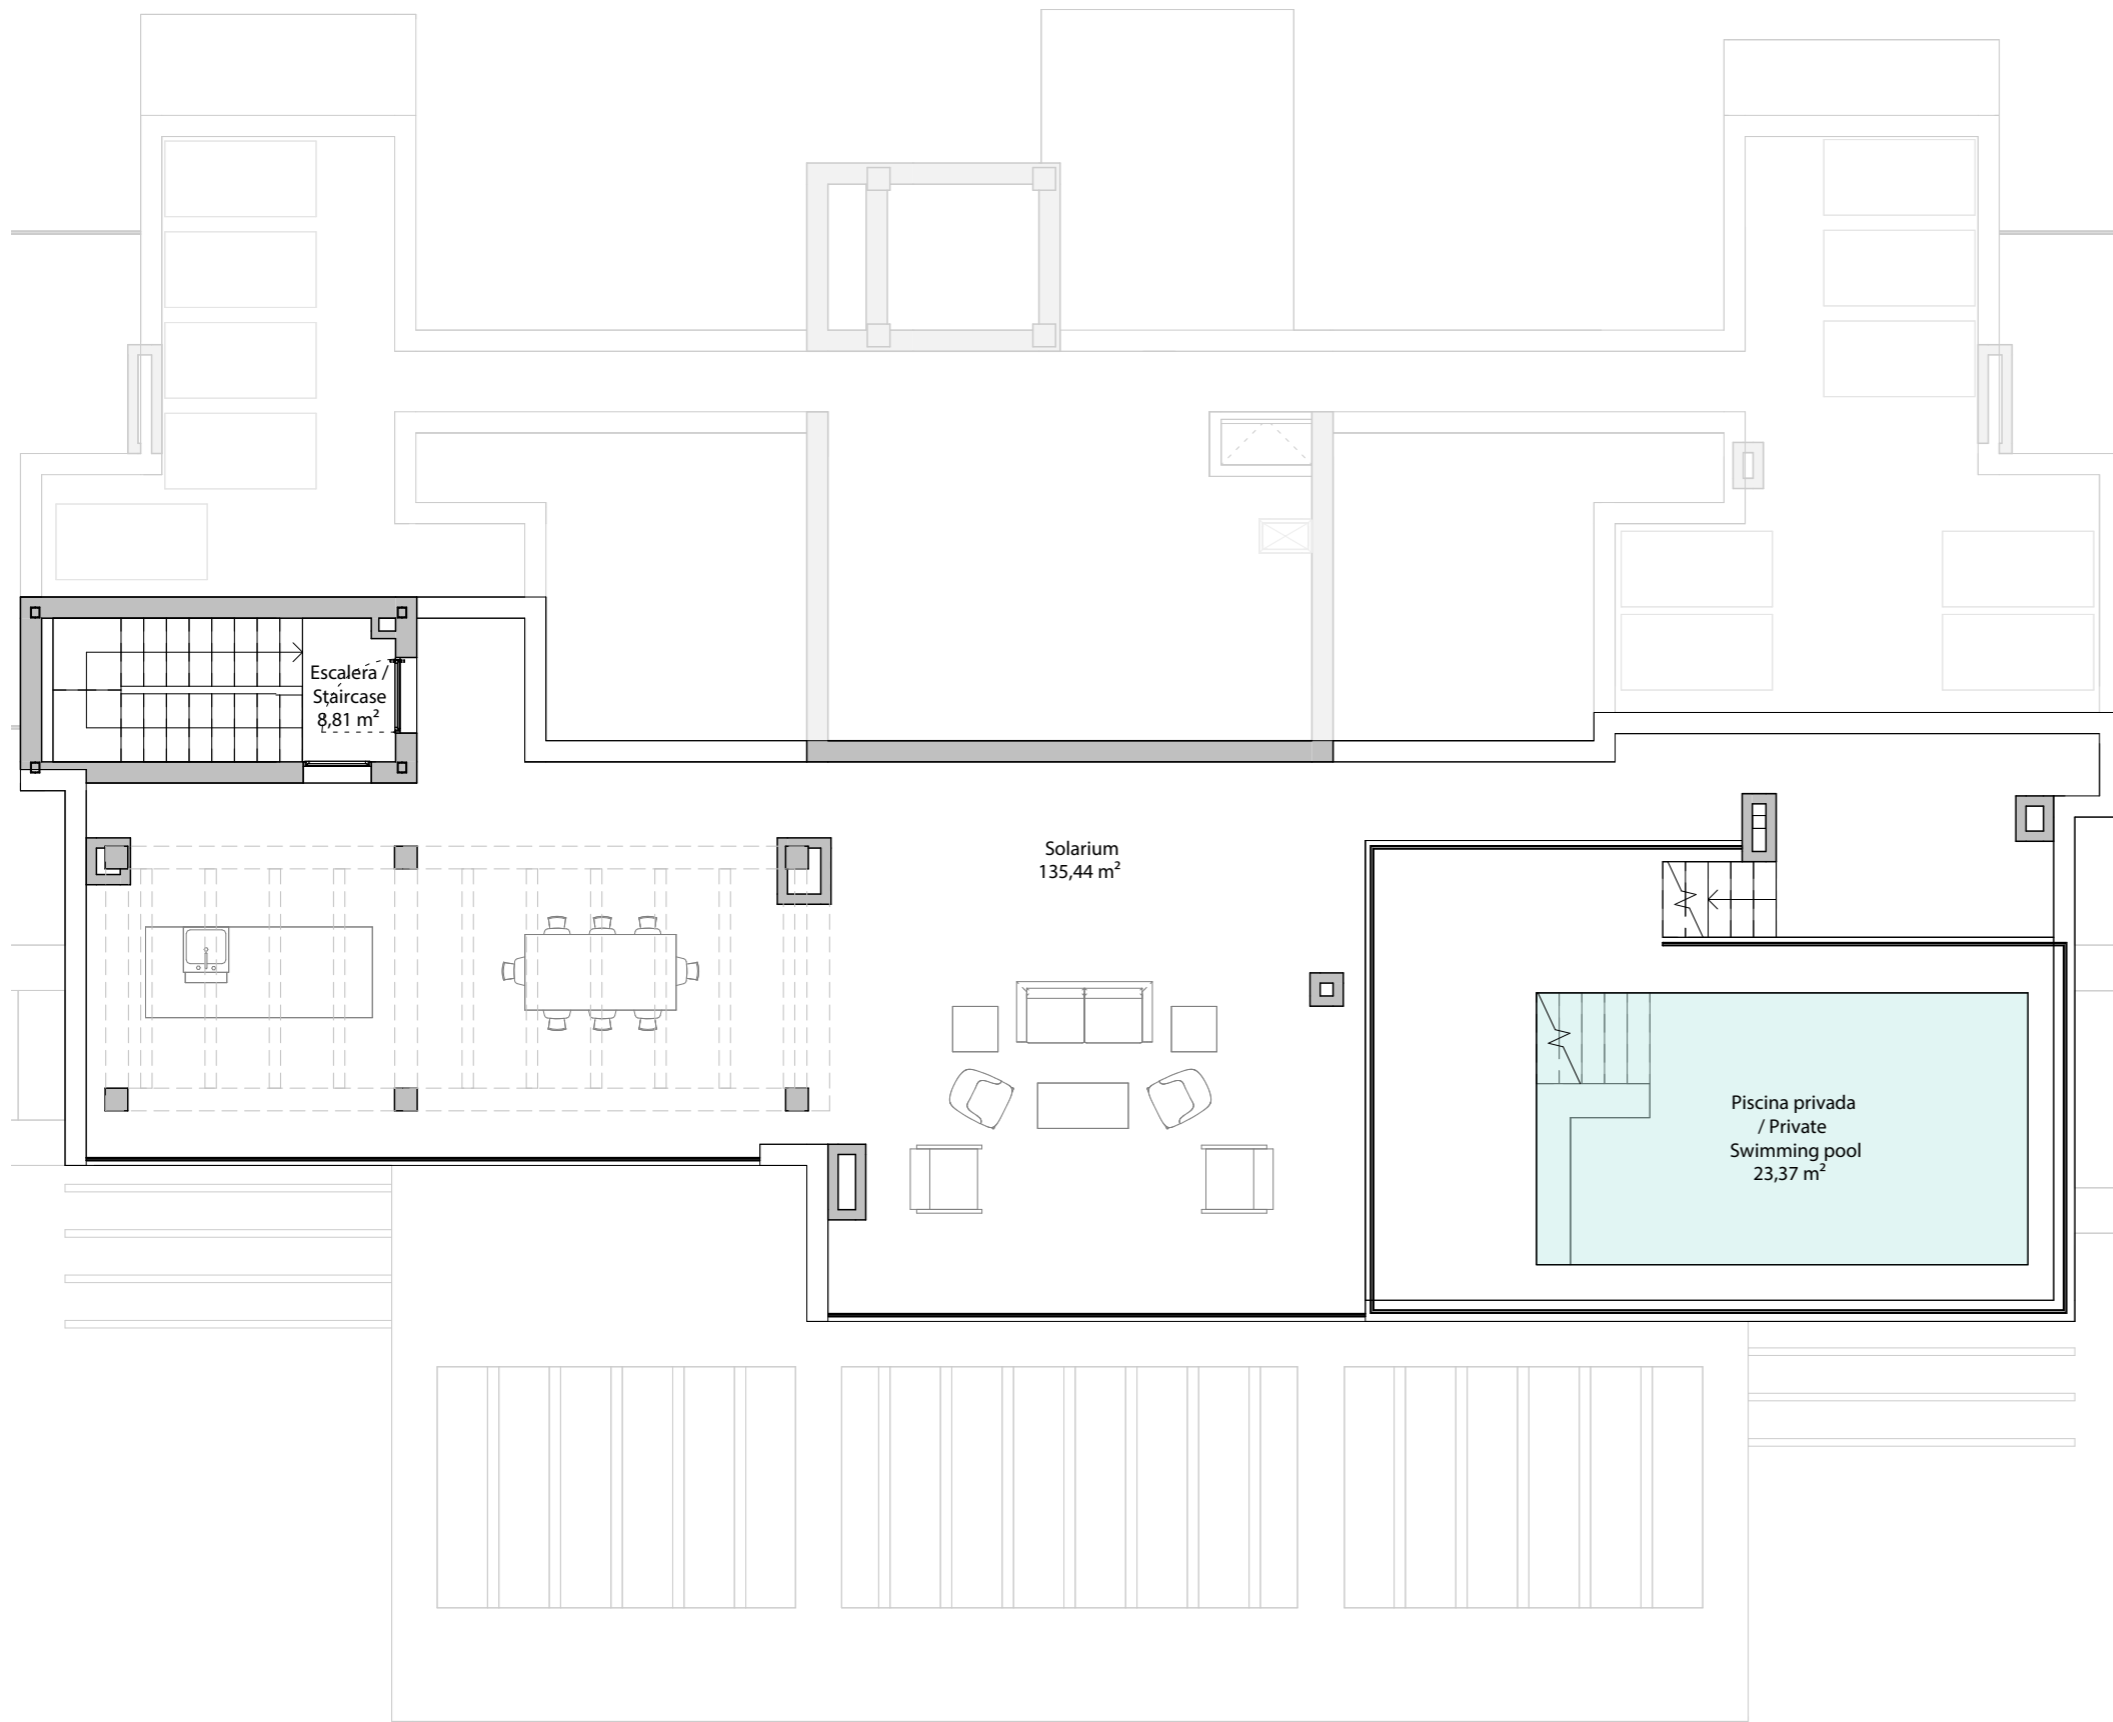 Escalera /
Staircase
8,81 m²
Solarium
135,44 m²
Piscina privada
/ Private
Swimming pool
23,37 m²